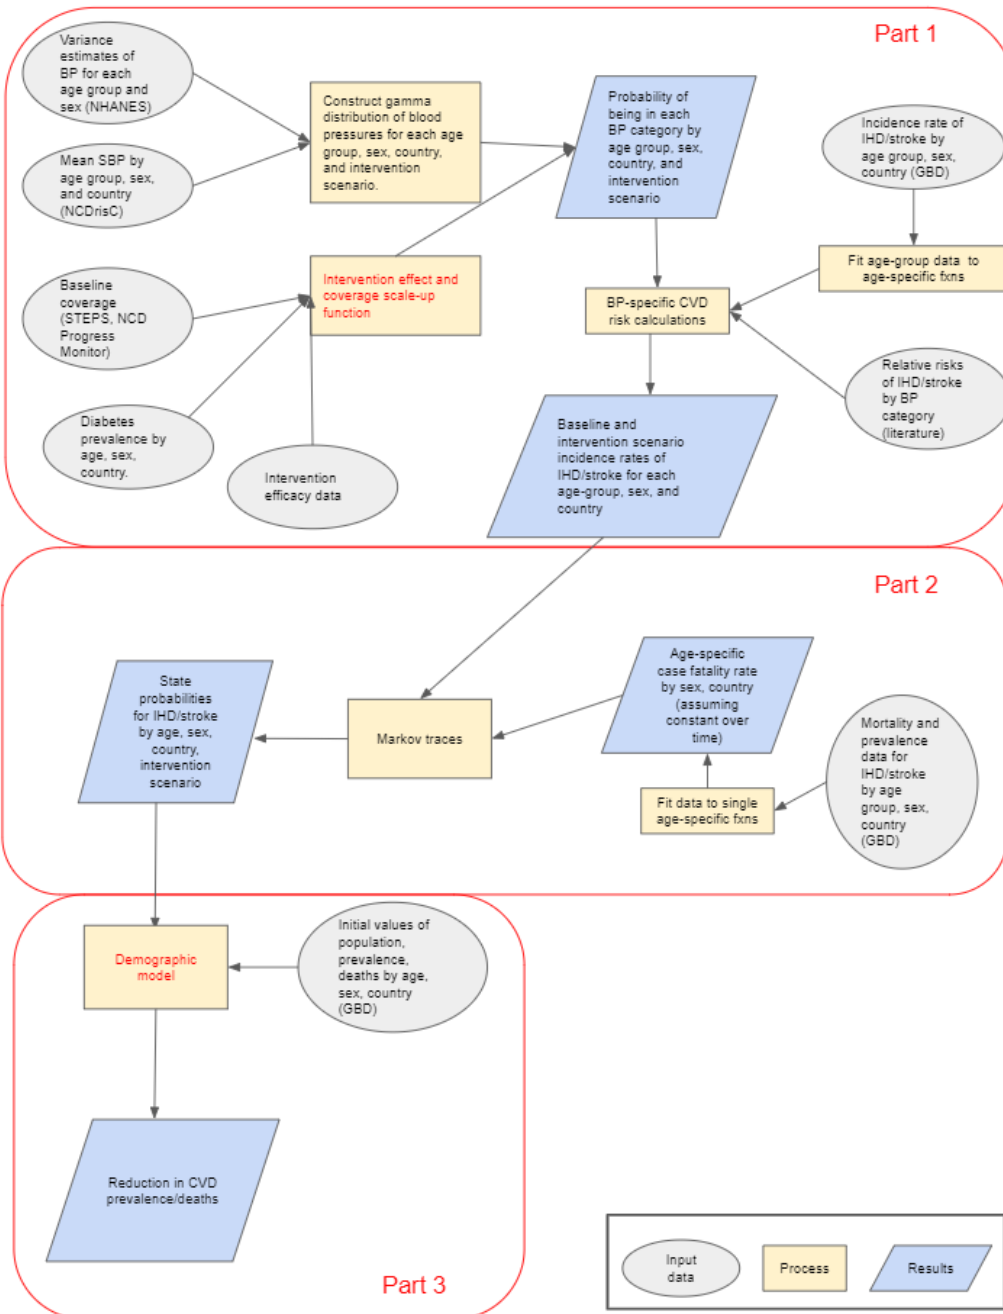 Part 1
Variance
estimates of
BP for each
age group and
sex (NHANES)
Construct gamma
distribution of blood
pressures for each age
group, sex, country,
and intervention
scenario.
Probability of
being in each
BP category by
age group, sex,
country, and
intervention
scenario
Incidence rate of
IHD/stroke by
age group, sex,
country (GBD)
Mean SBP by
age group, sex,
and country
(NCDrisC)
Fit age-group data to
age-specific fxns
Intervention effect and
coverage scale-up
function
Baseline
coverage
(STEPS, NCD
Progress
Monitor)
BP-specific CVD
risk calculations
Relative risks
of IHD/stroke
by BP
category
(literature)
Diabetes
prevalence by
age, sex,
country.
Intervention
efficacy data
Baseline and
intervention scenario
incidence rates of
IHD/stroke for each
age-group, sex, and
country
Part 2
State
probabilities
for IHD/stroke
by age, sex,
country,
intervention
scenario
Markov traces
Age-specific
case fatality rate
by sex, country
(assuming
constant over
time)
Fit data to single
age-specific fxns
Mortality and
prevalence
data for
IHD/stroke
by age
group, sex,
country
(GBD)
Demographic
model
Initial values of
population,
prevalence,
deaths by age,
sex, country
(GBD)
Reduction in CVD
prevalence/deaths
Part 3
Input
data
Process
Results